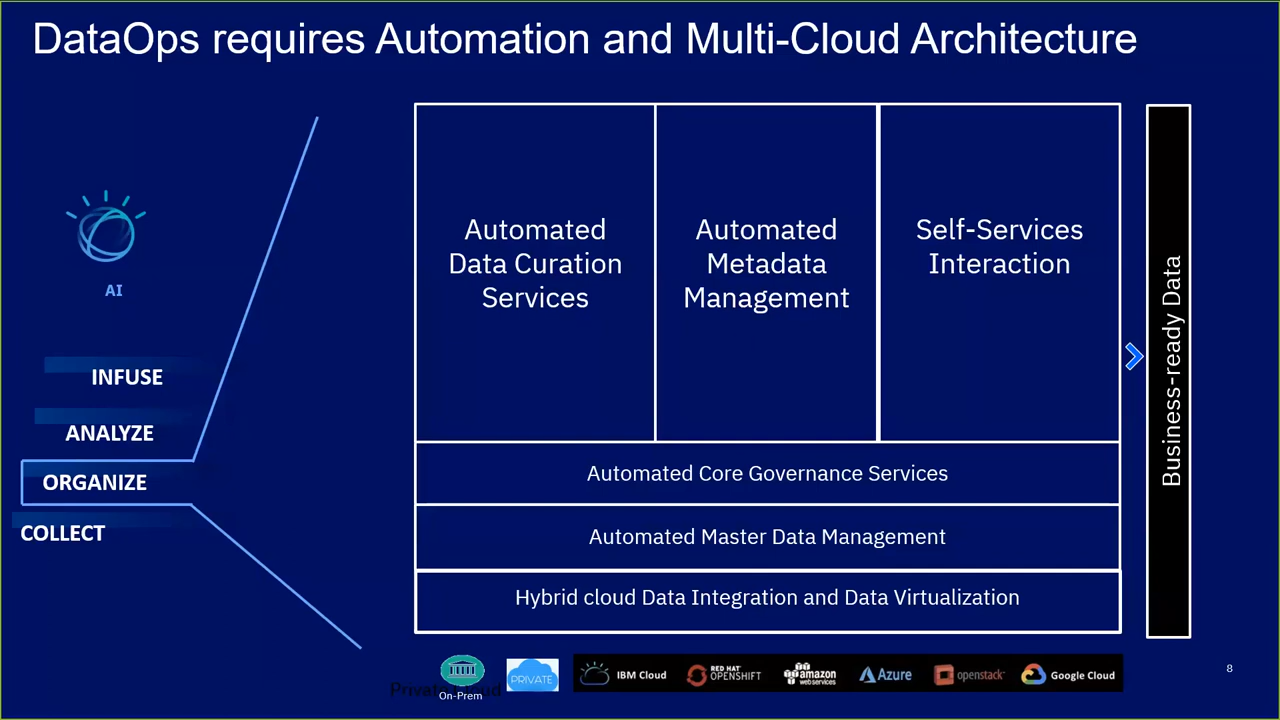 DataOps requires Automation and Multi-Cloud Architecture
AI
INFUSE
ANALYZE
ORGANIZE
COLLECT
Automated
Data Curation
Services
Automated
Metadata
Management
Self-Services
Interaction
Automated Core Governance Services
Automated Master Data Management
Hybrid cloud Data Integration and Data Virtualization
Business-ready Data
Private Cloud
On-Prem
PRIVATE
IBM Cloud
RED HAT
OPENSHIFT
amazon
web services
Azure
openstack
Google Cloud
8